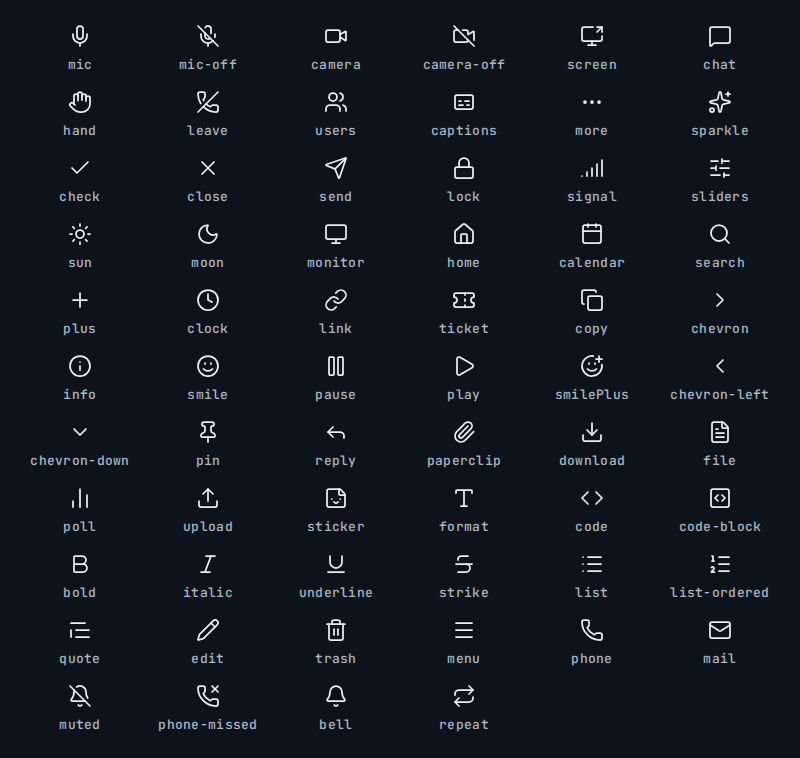 mic mic-off camera camera-off screen chat
hand leave users captions more sparkle
check close send lock signal sliders
sun moon monitor home calendar search
plus clock link ticket copy chevron
info smile pause play smilePlus chevron-left
chevron-down pin reply paperclip download file
poll upload sticker format code code-block
bold italic underline strike list list-ordered
quote edit trash menu phone mail
muted phone-missed bell repeat